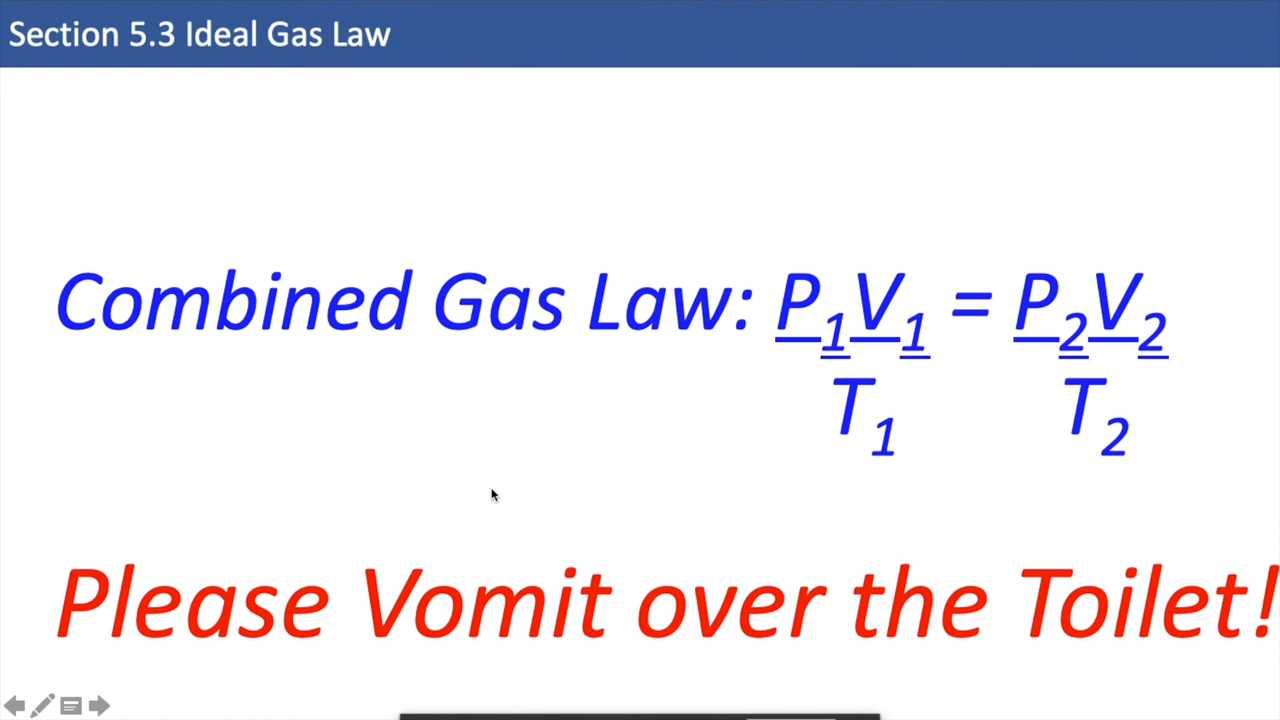 Section 5.3 Ideal Gas Law
Combined Gas Law: P₁V₁ = P₂V₂
T₁ T₂
Please Vomit over the Toilet!